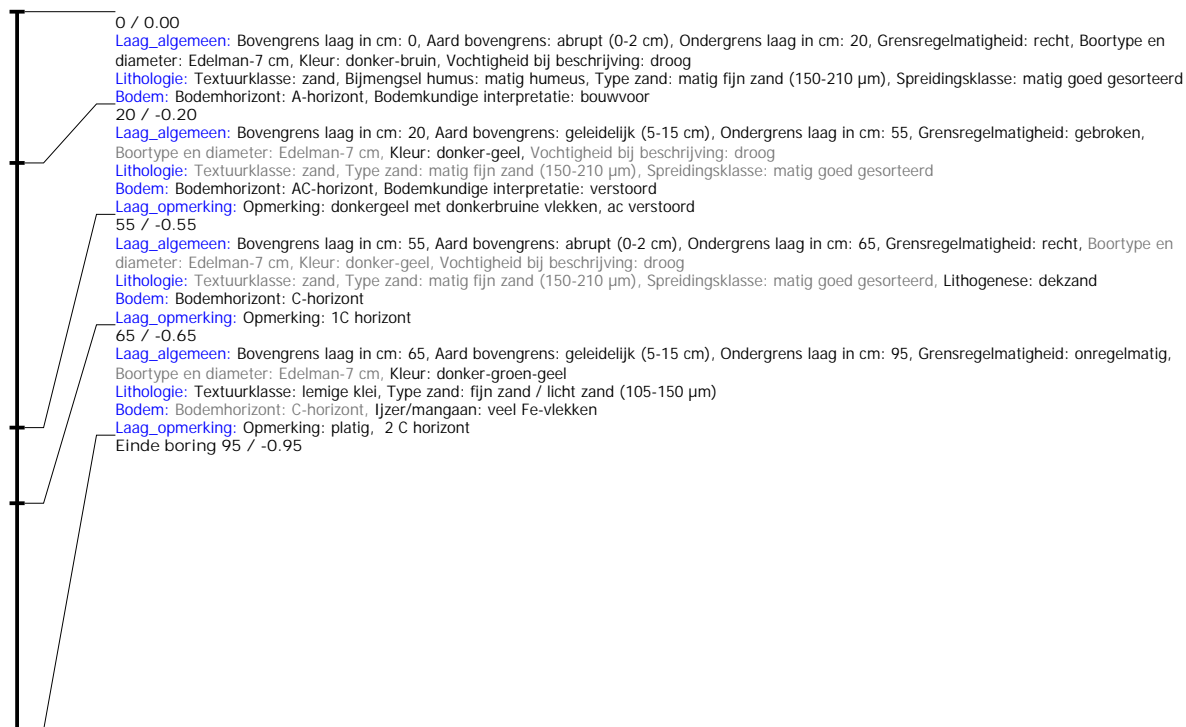 0 / 0.00
Laag_algemeen: Bovengrens laag in cm: 0, Aard bovengrens: abrupt (0-2 cm), Ondergrens laag in cm: 20, Grensregelmatigheid: recht, Boortype en
diameter: Edelman-7 cm, Kleur: donker-bruin, Vochtigheid bij beschrijving: droog
Lithologie: Textuurklasse: zand, Bijmengsel humus: matig humeus, Type zand: matig fijn zand (150-210 µm), Spreidingsklasse: matig goed gesorteerd
Bodem: Bodemhorizont: A-horizont, Bodemkundige interpretatie: bouwvoor
20 / -0.20
Laag_algemeen: Bovengrens laag in cm: 20, Aard bovengrens: geleidelijk (5-15 cm), Ondergrens laag in cm: 55, Grensregelmatigheid: gebroken,
Boortype en diameter: Edelman-7 cm, Kleur: donker-geel, Vochtigheid bij beschrijving: droog
Lithologie: Textuurklasse: zand, Type zand: matig fijn zand (150-210 µm), Spreidingsklasse: matig goed gesorteerd
Bodem: Bodemhorizont: AC-horizont, Bodemkundige interpretatie: verstoord
Laag_opmerking: Opmerking: donkergeel met donkerbruine vlekken, ac verstoord
55 / -0.55
Laag_algemeen: Bovengrens laag in cm: 55, Aard bovengrens: abrupt (0-2 cm), Ondergrens laag in cm: 65, Grensregelmatigheid: recht, Boortype en
diameter: Edelman-7 cm, Kleur: donker-geel, Vochtigheid bij beschrijving: droog
Lithologie: Textuurklasse: zand, Type zand: matig fijn zand (150-210 µm), Spreidingsklasse: matig goed gesorteerd, Lithogenese: dekzand
Bodem: Bodemhorizont: C-horizont
Laag_opmerking: Opmerking: 1C horizont
65 / -0.65
Laag_algemeen: Bovengrens laag in cm: 65, Aard bovengrens: geleidelijk (5-15 cm), Ondergrens laag in cm: 95, Grensregelmatigheid: onregelmatig,
Boortype en diameter: Edelman-7 cm, Kleur: donker-groen-geel
Lithologie: Textuurklasse: lemige klei, Type zand: fijn zand / licht zand (105-150 µm)
Bodem: Bodemhorizont: C-horizont, Ijzer/mangaan: veel Fe-vlekken
Laag_opmerking: Opmerking: platig, 2 C horizont
Einde boring 95 / -0.95